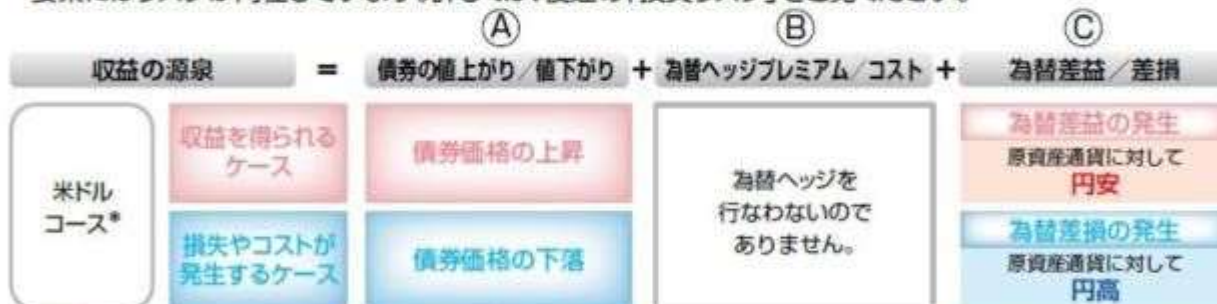 Ⓐ Ⓑ Ⓒ
収益の源泉 = 債券の値上がり／値下がり + 為替ヘッジプレミアム／コスト + 為替差益／差損
米ドル
コース*
収益を得られる
ケース
債券価格の上昇
為替ヘッジを
行なわないので
ありません。
為替差益の発生
原資産通貨に対して
円安
損失やコストが
発生するケース
債券価格の下落
為替差損の発生
原資産通貨に対して
円高